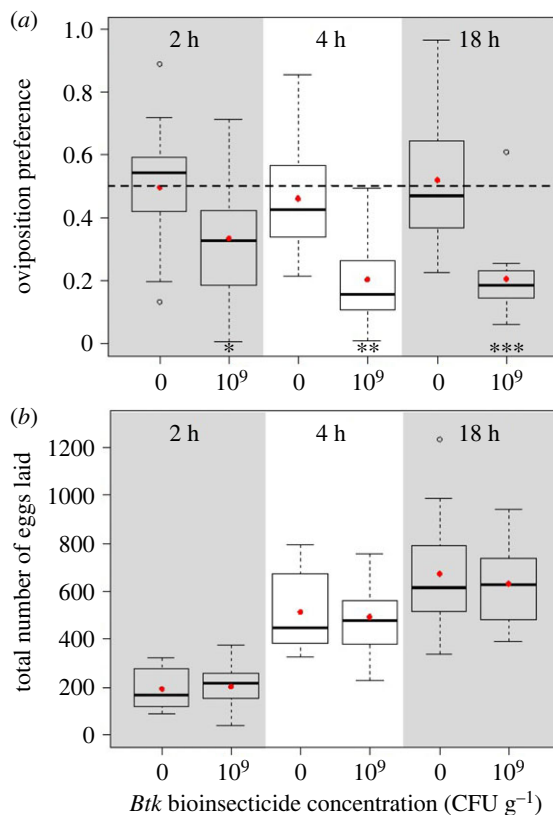 (a)
2 h 4 h 18 h
oviposition preference
1.0
0.8
0.6
0.4
0.2
0
* ** ***
0 10⁹ 0 10⁹ 0 10⁹
(b)
2 h 4 h 18 h
total number of eggs laid
1200
1000
800
600
400
200
0
0 10⁹ 0 10⁹ 0 10⁹
Btk bioinsecticide concentration (CFU g⁻¹)